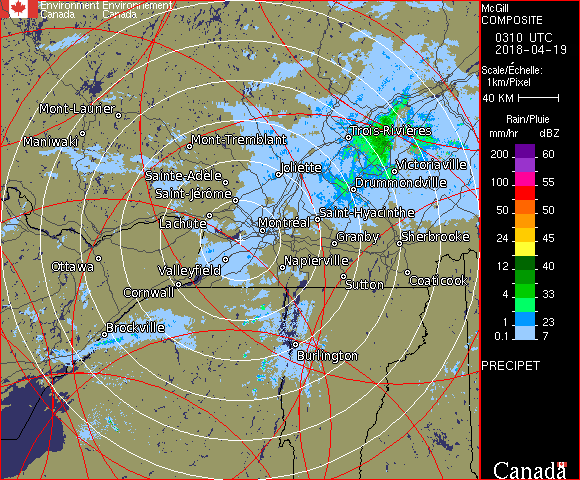 Environment Environnement
Canada Canada
McGill
COMPOSITE
0310 UTC
2018-04-19
Scale/Échelle:
1km/Pixel
40 KM
Rain/Pluie
mm/hr dBZ
200 60
100 55
50 50
32 45
24 45
12 40
4 33
1 23
0.1 7
PRECIPET
Canada
Mont-Laurier
Maniwaki
Mont-Tremblant
Trois-Rivières
Joliette
Victoriaville
Sainte-Adèle
Drummondville
Saint-Jérôme
Saint-Hyacinthe
Lachute
Montréal
Granby
Sherbrooke
Ottawa
Valleyfield
Napierville
Cornwall
Sutton
Coaticook
Brockville
Burlington